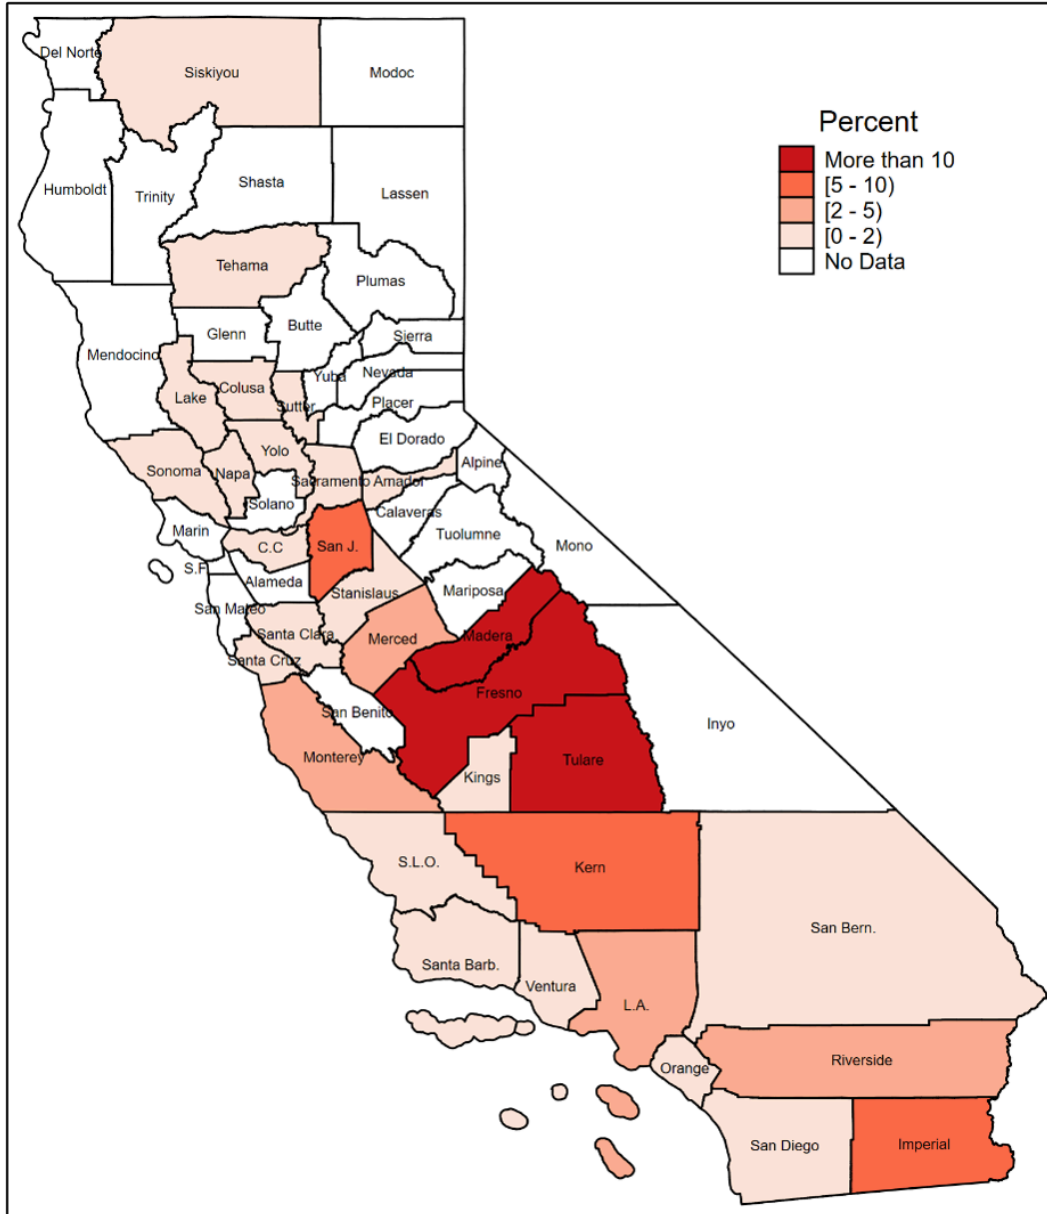 Del Norte
Siskiyou
Modoc
Percent
More than 10
[5 - 10)
[2 - 5)
[0 - 2)
No Data
Humboldt
Trinity
Shasta
Lassen
Tehama
Plumas
Glenn
Butte
Sierra
Mendocino
Yuba
Nevada
Lake
Colusa
Sutter
Placer
El Dorado
Sonoma
Napa
Yolo
Sacramento
Amador
Alpine
Solano
Calaveras
Marin
C.C
San J.
Tuolumne
Mono
S.F.
Alameda
Stanislaus
Mariposa
San Mateo
Santa Clara
Merced
Madera
Santa Cruz
Fresno
San Benito
Inyo
Monterey
Kings
Tulare
S.L.O.
Kern
San Bern.
Santa Barb.
Ventura
L.A.
Orange
Riverside
San Diego
Imperial